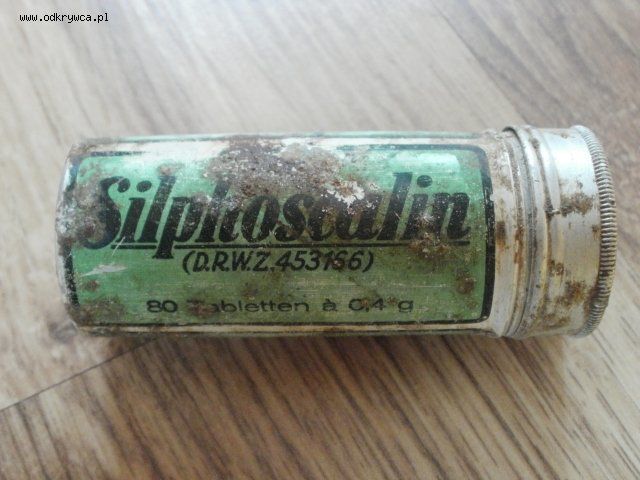 www.odkrywca.pl
Silphoscalin
(D.R.W.Z.453166)
80 Tabletten à 0,4 g